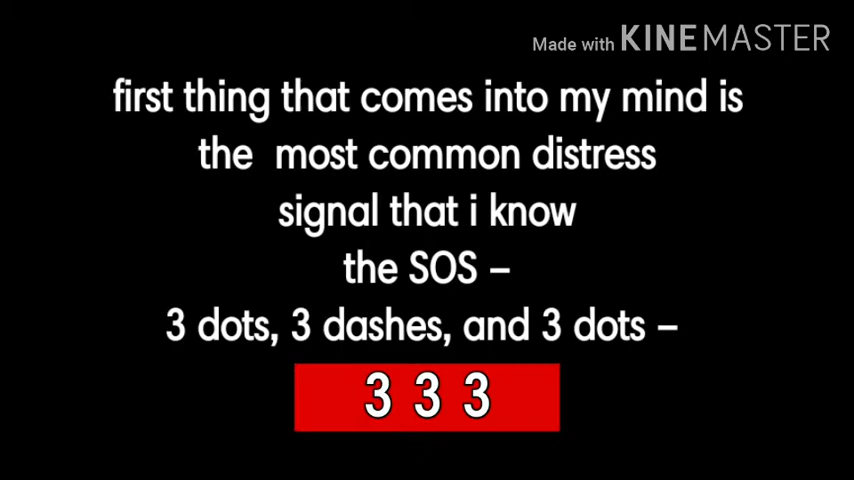 Made with KINEMASTER
first thing that comes into my mind is
the most common distress
signal that i know
the SOS –
3 dots, 3 dashes, and 3 dots –
3 3 3